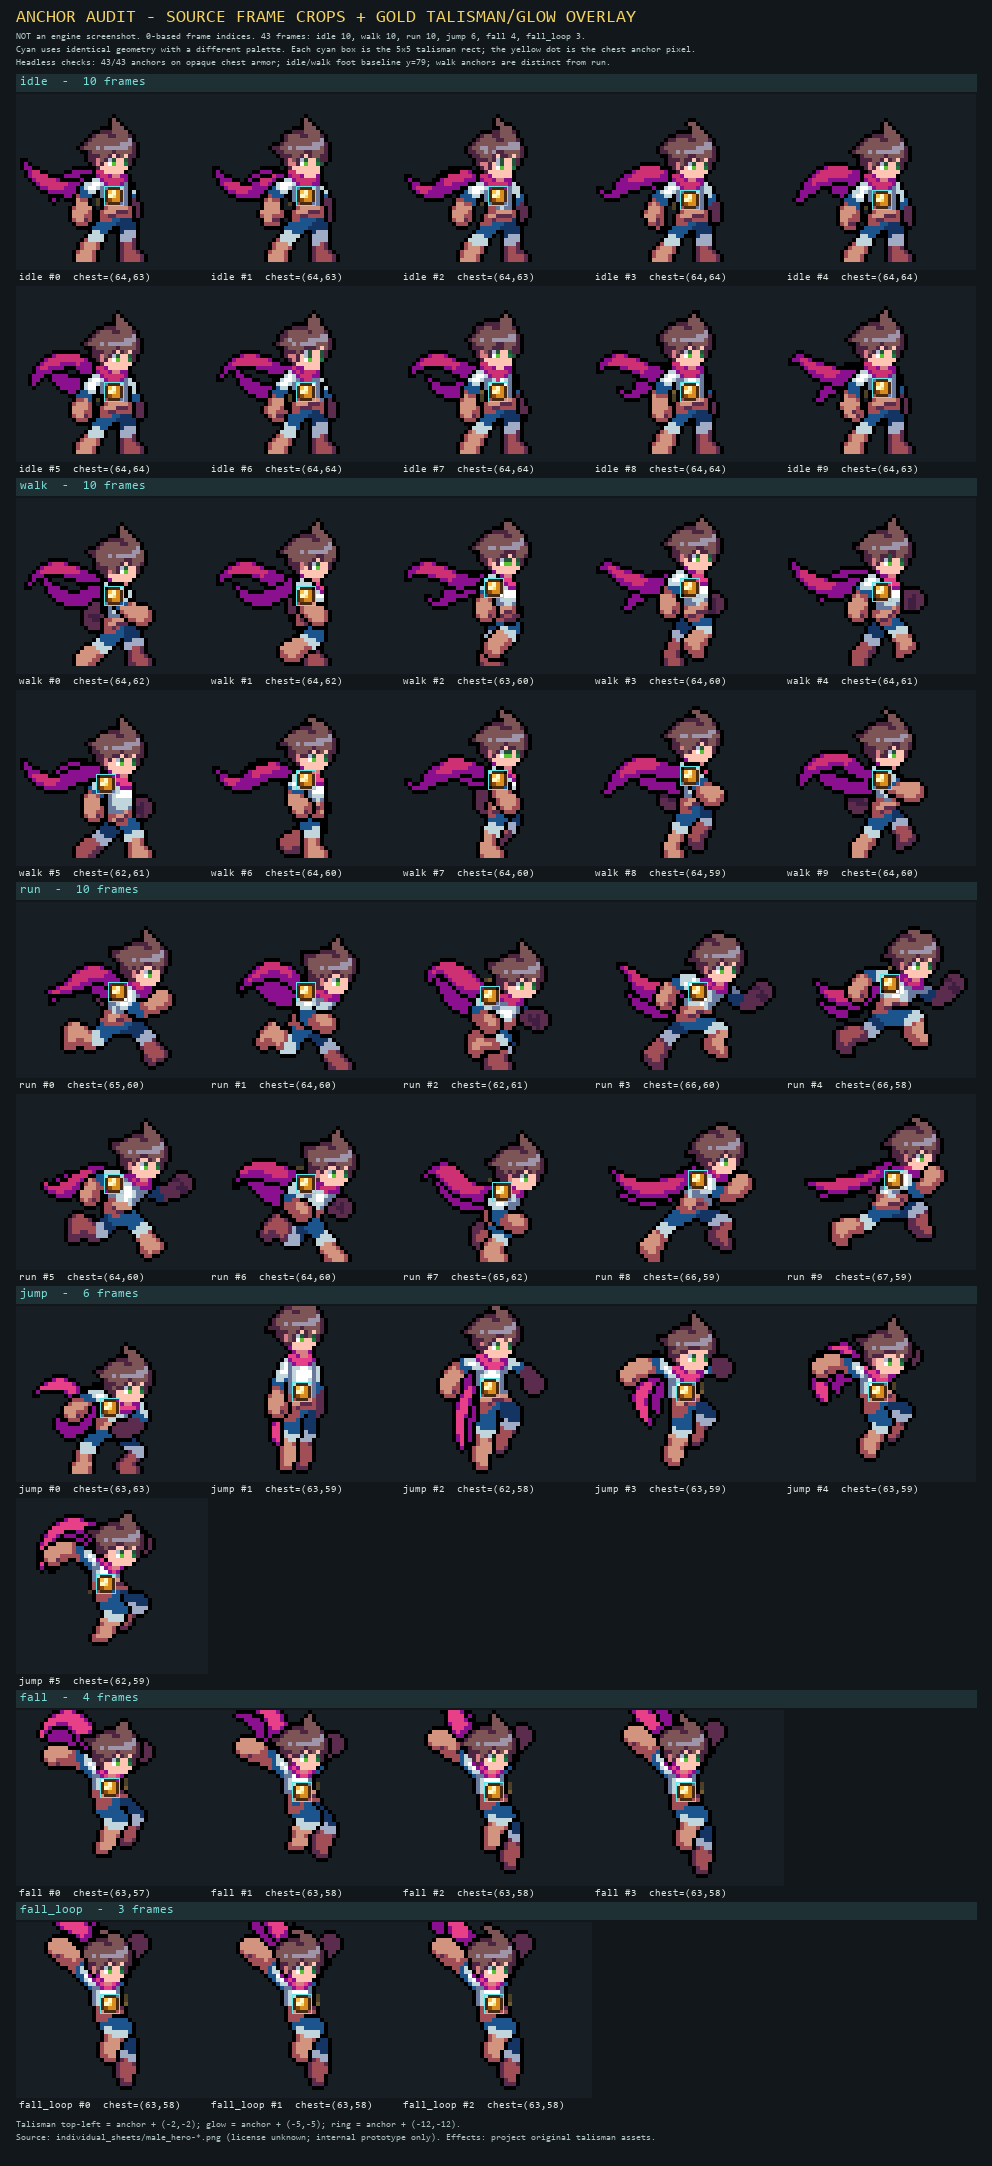 ANCHOR AUDIT - SOURCE FRAME CROPS + GOLD TALISMAN/GLOW OVERLAY
NOT an engine screenshot. 0-based frame indices. 43 frames: idle 10, walk 10, run 10, jump 6, fall 4, fall_loop 3.
Cyan uses identical geometry with a different palette. Each cyan box is the 5x5 talisman rect; the yellow dot is the chest anchor pixel.
Headless checks: 43/43 anchors on opaque chest armor; idle/walk foot baseline y=79; walk anchors are distinct from run.
idle - 10 frames
idle #0 chest=(64,63) idle #1 chest=(64,63) idle #2 chest=(64,63) idle #3 chest=(64,64) idle #4 chest=(64,64)
idle #5 chest=(64,64) idle #6 chest=(64,64) idle #7 chest=(64,64) idle #8 chest=(64,64) idle #9 chest=(64,63)
walk - 10 frames
walk #0 chest=(64,62) walk #1 chest=(64,62) walk #2 chest=(63,60) walk #3 chest=(64,60) walk #4 chest=(64,61)
walk #5 chest=(62,61) walk #6 chest=(64,60) walk #7 chest=(64,60) walk #8 chest=(64,59) walk #9 chest=(64,60)
run - 10 frames
run #0 chest=(65,60) run #1 chest=(64,60) run #2 chest=(62,61) run #3 chest=(66,60) run #4 chest=(66,58)
run #5 chest=(64,60) run #6 chest=(64,60) run #7 chest=(65,62) run #8 chest=(66,59) run #9 chest=(67,59)
jump - 6 frames
jump #0 chest=(63,63) jump #1 chest=(63,59) jump #2 chest=(62,58) jump #3 chest=(63,59) jump #4 chest=(63,59)
jump #5 chest=(62,59)
fall - 4 frames
fall #0 chest=(63,57) fall #1 chest=(63,58) fall #2 chest=(63,58) fall #3 chest=(63,58)
fall_loop - 3 frames
fall_loop #0 chest=(63,58) fall_loop #1 chest=(63,58) fall_loop #2 chest=(63,58)
Talisman top-left = anchor + (-2,-2); glow = anchor + (-5,-5); ring = anchor + (-12,-12).
Source: individual_sheets/male_hero-*.png (license unknown; internal prototype only). Effects: project original talisman assets.